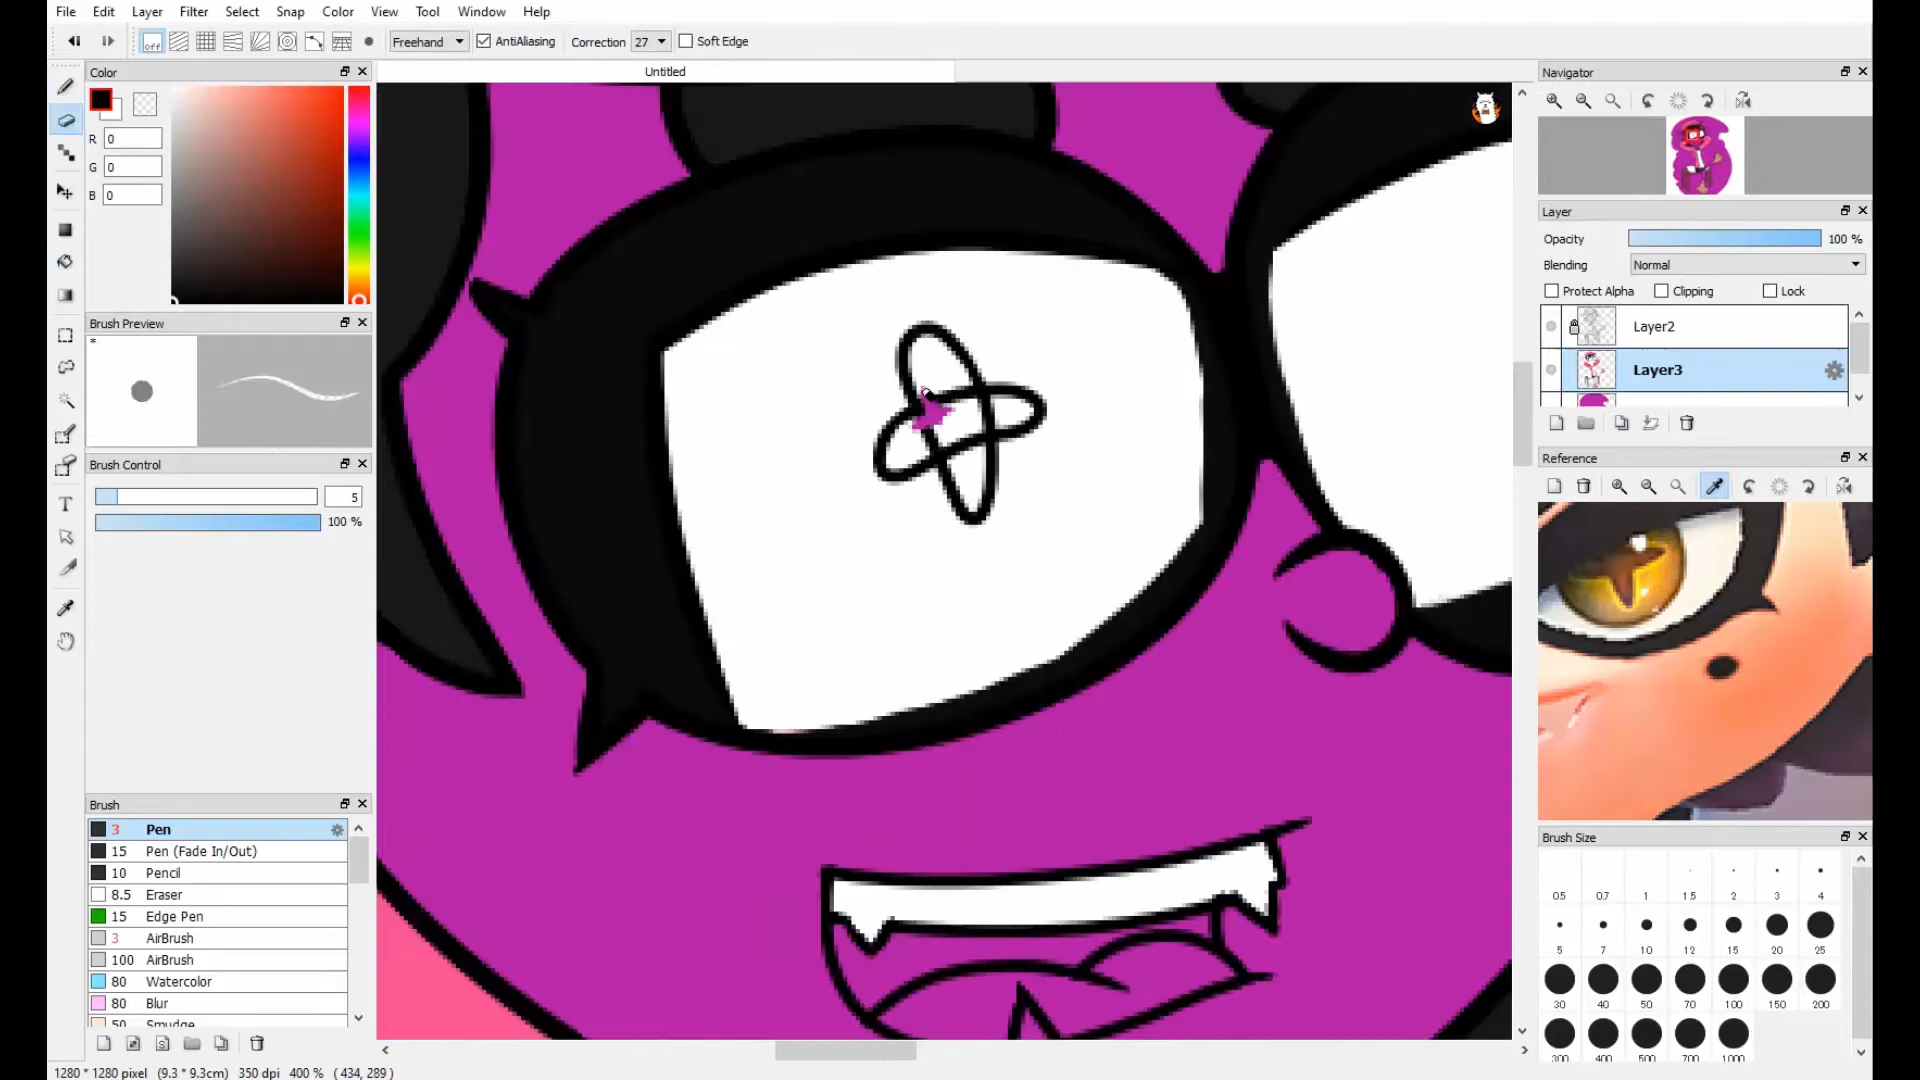 File Edit Layer Filter Select Snap Color View Tool Window Help
off Freehand AntiAliasing Correction 27 Soft Edge
Color
Untitled
Navigator
R 0
G 0
B 0
Layer
Opacity 100 %
Blending Normal
Protect Alpha Clipping Lock
Brush Preview
*
Layer2
Layer3
Brush Control
5
100 %
Reference
Brush
3 Pen
15 Pen (Fade In/Out)
10 Pencil
8.5 Eraser
15 Edge Pen
3 AirBrush
100 AirBrush
80 Watercolor
80 Blur
50 Smudge
Brush Size
0.5 0.7 1 1.5 2 3 4
5 7 10 12 15 20 25
30 40 50 70 100 150 200
300 400 500 700 1000
1280 * 1280 pixel (9.3 * 9.3cm) 350 dpi 400 % ( 434, 289 )